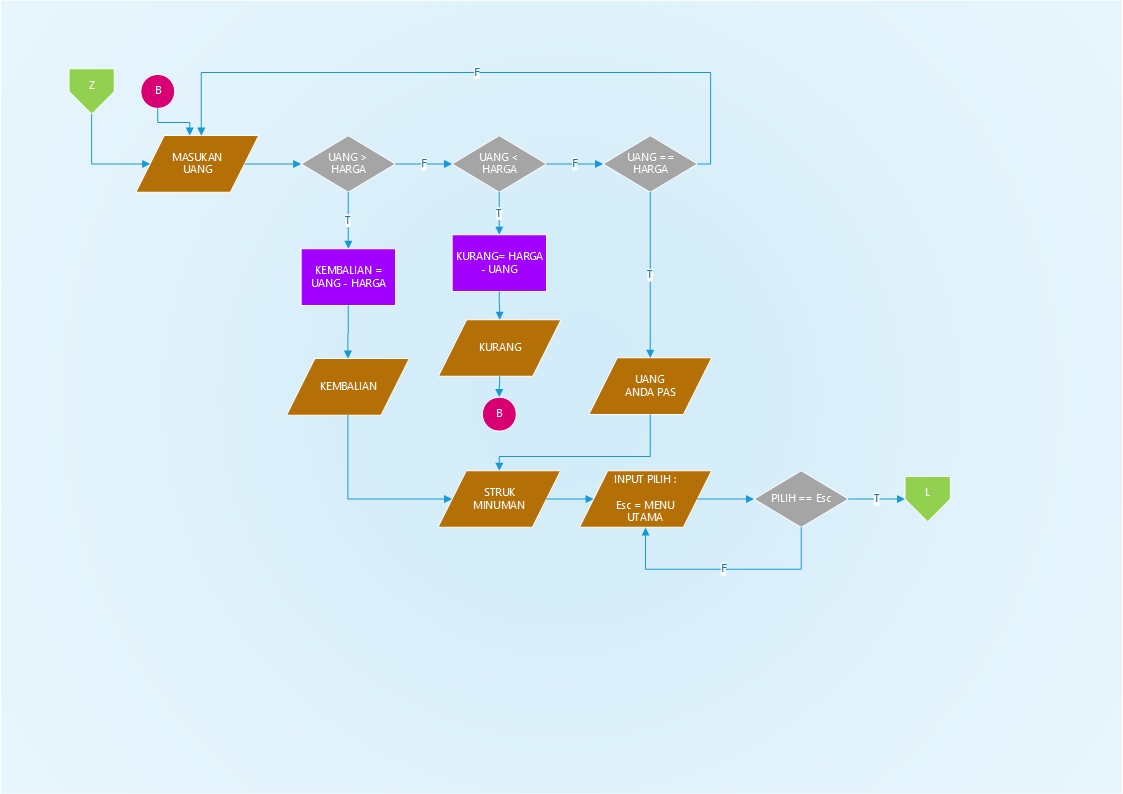 F
Z
B
MASUKAN
UANG
UANG >
HARGA
F
UANG <
HARGA
F
UANG ==
HARGA
T
T
T
KEMBALIAN =
UANG - HARGA
KURANG= HARGA
- UANG
KURANG
KEMBALIAN
UANG
ANDA PAS
B
STRUK
MINUMAN
INPUT PILIH :
Esc = MENU
UTAMA
PILIH == Esc
T
L
F